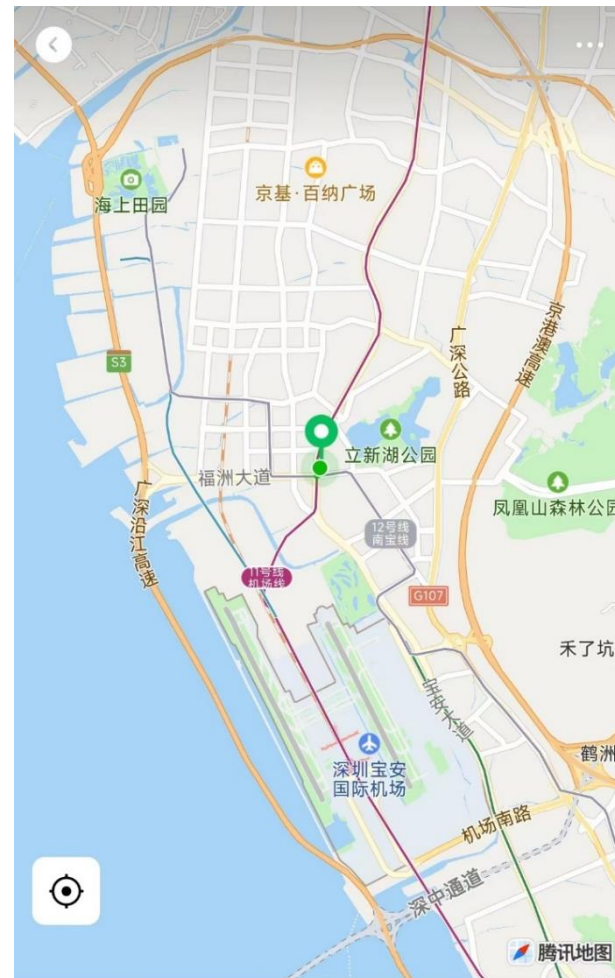 海上田园
京基·百纳广场
京港澳高速
广深公路
S3
立新湖公园
福洲大道
凤凰山森林公园
12号线
南宝线
广深沿江高速
11号线
机场线
G107
禾了坑
宝安大道
鹤洲
深圳宝安
国际机场
机场南路
深中通道
腾讯地图